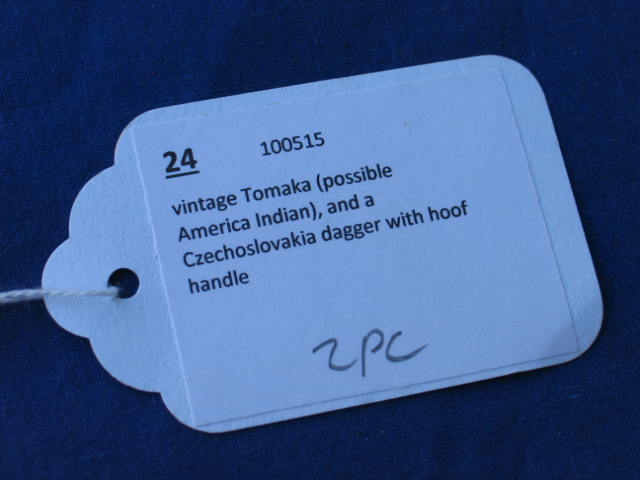 24 100515
vintage Tomaka (possible
America Indian), and a
Czechoslovakia dagger with hoof
handle
2PC